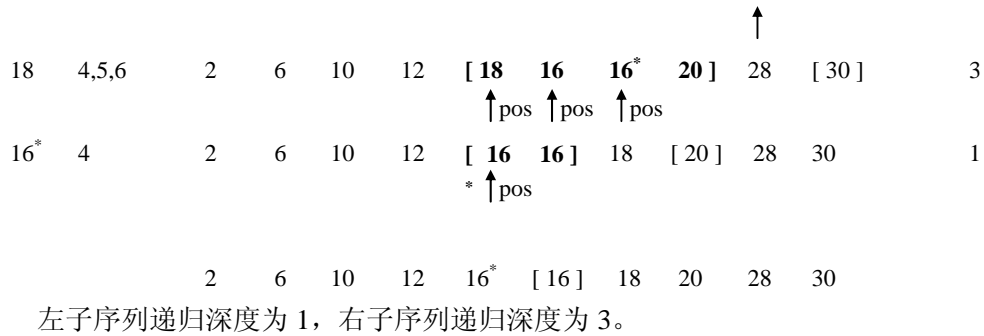 18 4,5,6 2 6 10 12 [ 18 16 16* 20 ] 28 [ 30 ] 3
pos pos pos
16* 4 2 6 10 12 [ 16 16 ] 18 [ 20 ] 28 30 1
* pos
2 6 10 12 16* [ 16 ] 18 20 28 30
左子序列递归深度为 1，右子序列递归深度为 3。